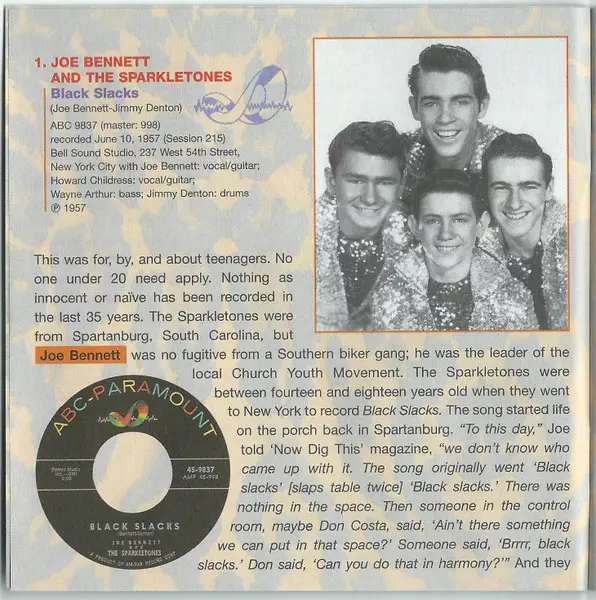 1. JOE BENNETT
AND THE SPARKLETONES
Black Slacks
(Joe Bennett-Jimmy Denton)
ABC 9837 (master: 998)
recorded June 10, 1957 (Session 215)
Bell Sound Studio, 237 West 54th Street,
New York City with Joe Bennett: vocal/guitar;
Howard Childress: vocal/guitar;
Wayne Arthur: bass; Jimmy Denton: drums
℗ 1957
This was for, by, and about teenagers. No
one under 20 need apply. Nothing as
innocent or naïve has been recorded in
the last 35 years. The Sparkletones were
from Spartanburg, South Carolina, but
Joe Bennett was no fugitive from a Southern biker gang; he was the leader of the
local Church Youth Movement. The Sparkletones were
between fourteen and eighteen years old when they went
to New York to record Black Slacks. The song started life
on the porch back in Spartanburg. “To this day,” Joe
told ‘Now Dig This’ magazine, “we don’t know who
came up with it. The song originally went ‘Black
slacks’ [slaps table twice] ‘Black slacks.’ There was
nothing in the space. Then someone in the control
room, maybe Don Costa, said, ‘Ain’t there something
we can put in that space?’ Someone said, ‘Brrrr, black
slacks.’ Don said, ‘Can you do that in harmony?’” And they
ABC-PARAMOUNT
45-9837
AMP 45-998
BLACK SLACKS
(Bennett-Denton)
JOE BENNETT
AND
THE SPARKLETONES